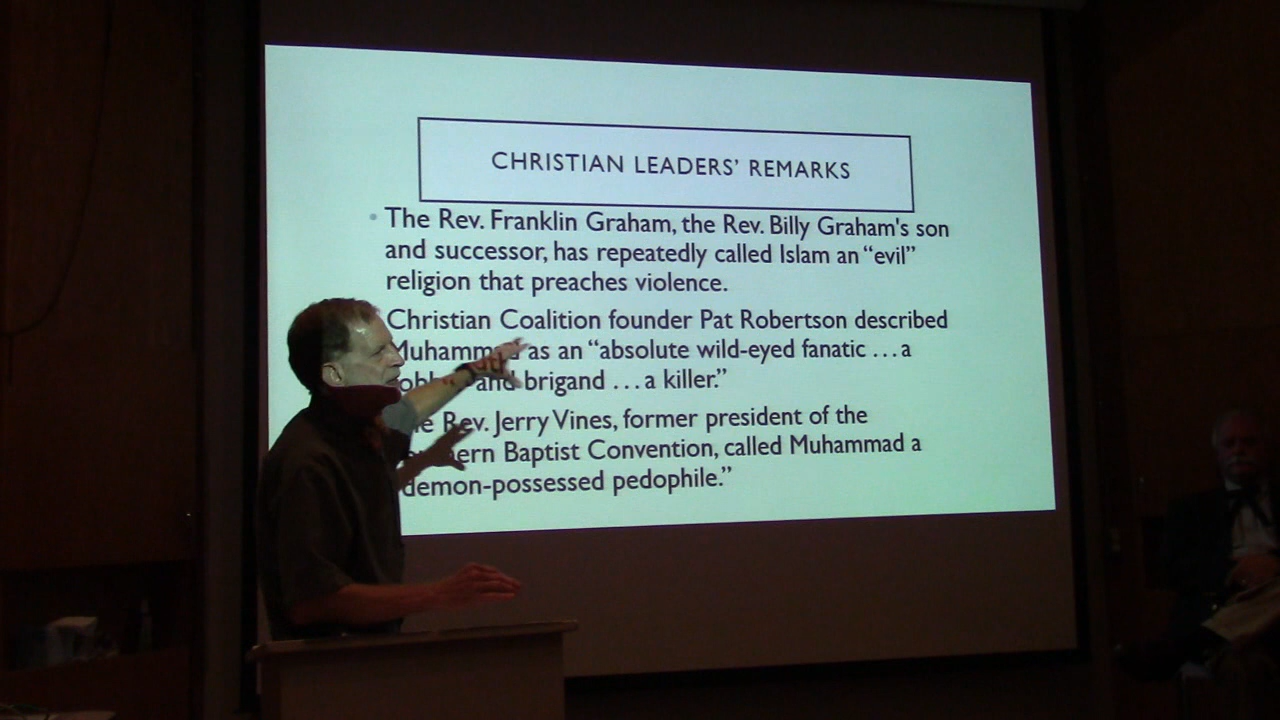 CHRISTIAN LEADERS' REMARKS
• The Rev. Franklin Graham, the Rev. Billy Graham's son
and successor, has repeatedly called Islam an “evil”
religion that preaches violence.
Christian Coalition founder Pat Robertson described
Muhammad as an “absolute wild-eyed fanatic . . . a
and brigand . . . a killer.”
Rev. Jerry Vines, former president of the
Baptist Convention, called Muhammad a
demon-possessed pedophile.”